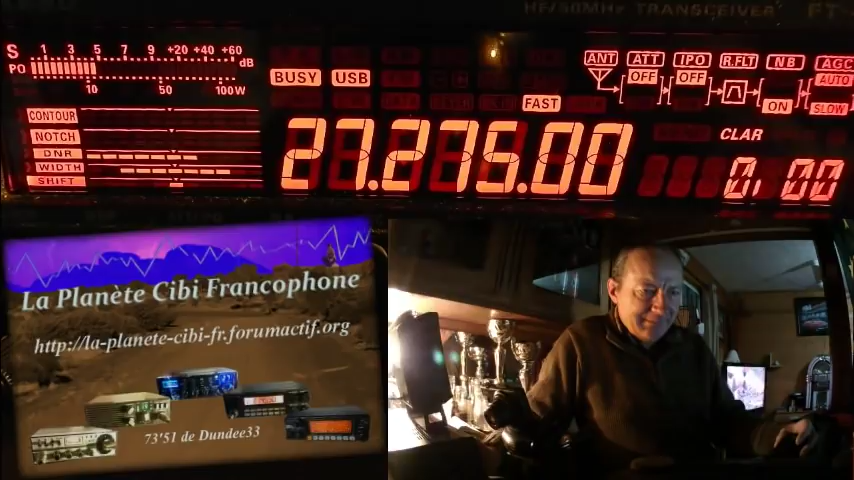 HF/50MHz TRANSCEIVER FT-
S 1 3 5 7 9 +20 +40 +60 dB
PO 10 50 100 W
BUSY USB
FAST
ANT ATT IPO R.FLT NB AGC
OFF OFF AUTO
ON SLOW
CONTOUR
NOTCH
DNR
WIDTH
SHIFT
27.275.00
CLAR
0.00
La Planète Cibi Francophone
http://la-planete-cibi-fr.forumactif.org
73'51 de Dundee33